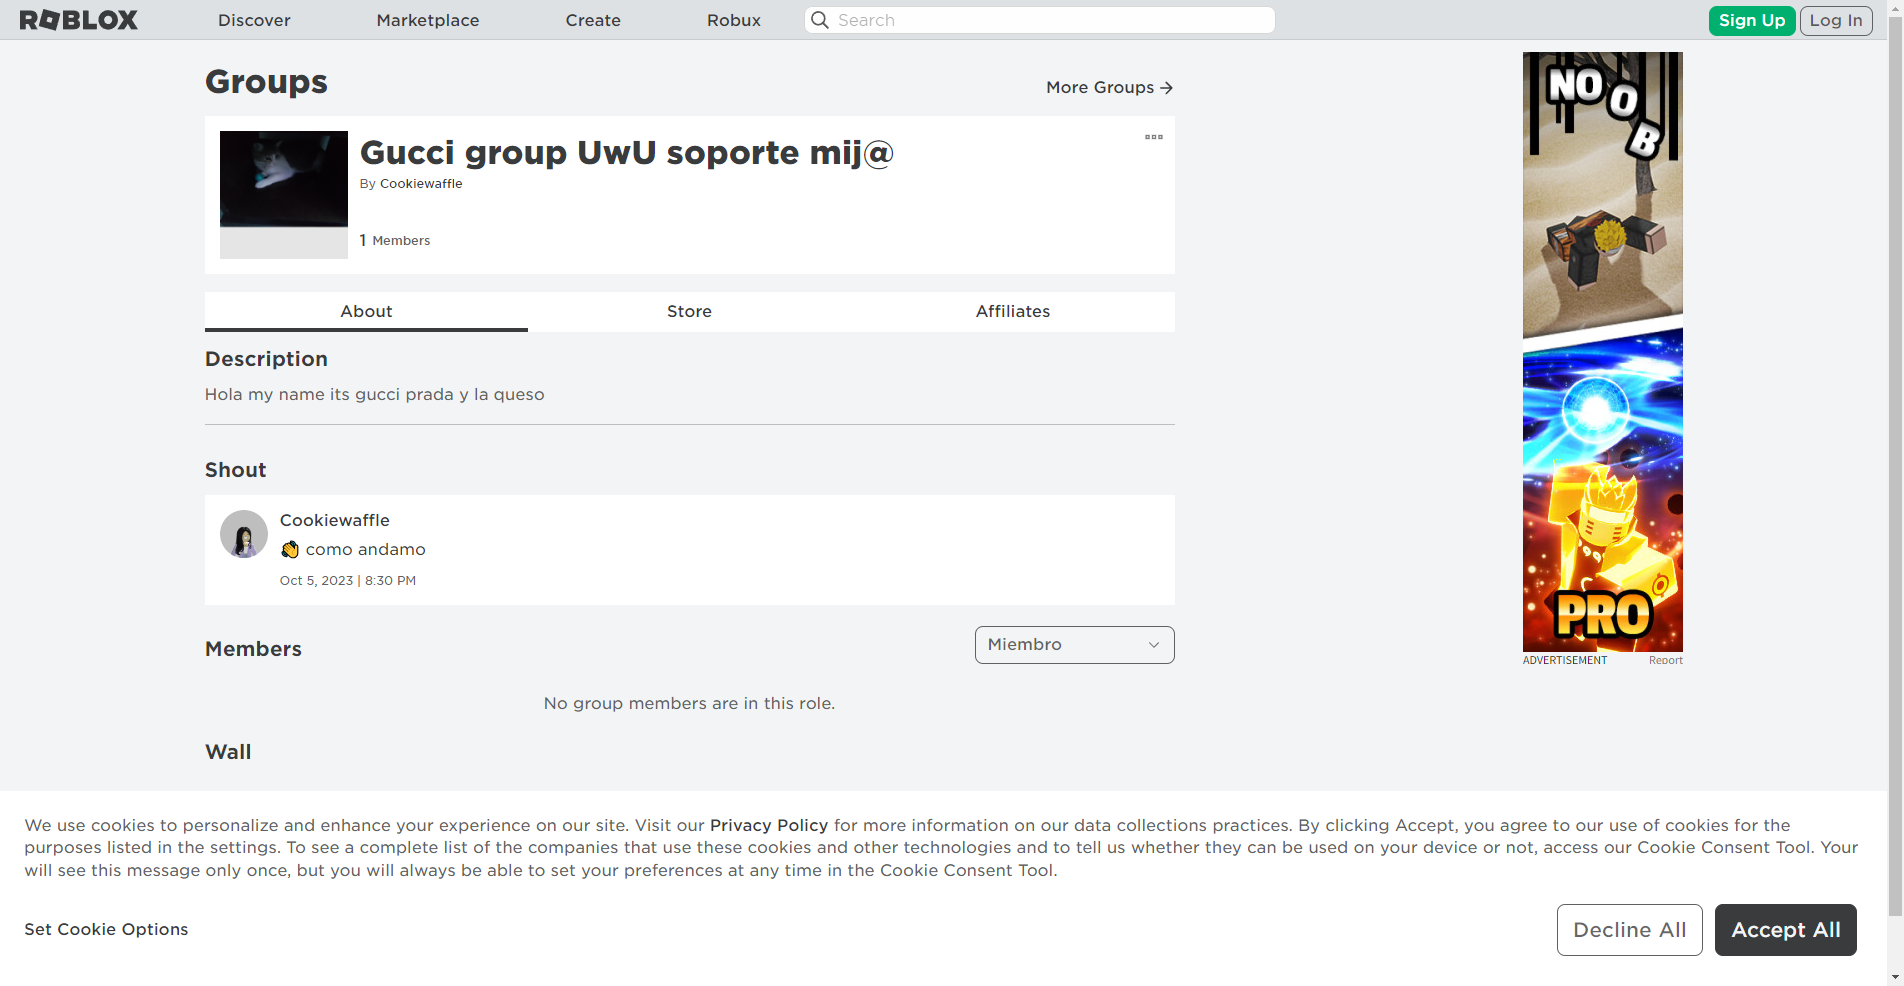 ROBLOX
Discover
Marketplace
Create
Robux
Search
Sign Up
Log In
Groups
More Groups →
Gucci group UwU soporte mij@
By Cookiewaffle
1 Members
About
Store
Affiliates
Description
Hola my name its gucci prada y la queso
Shout
Cookiewaffle
👋 como andamo
Oct 5, 2023 | 8:30 PM
Members
Miembro
No group members are in this role.
Wall
NOOB
PRO
ADVERTISEMENT
Report
We use cookies to personalize and enhance your experience on our site. Visit our Privacy Policy for more information on our data collections practices. By clicking Accept, you agree to our use of cookies for the
purposes listed in the settings. To see a complete list of the companies that use these cookies and other technologies and to tell us whether they can be used on your device or not, access our Cookie Consent Tool. Your
will see this message only once, but you will always be able to set your preferences at any time in the Cookie Consent Tool.
Set Cookie Options
Decline All
Accept All